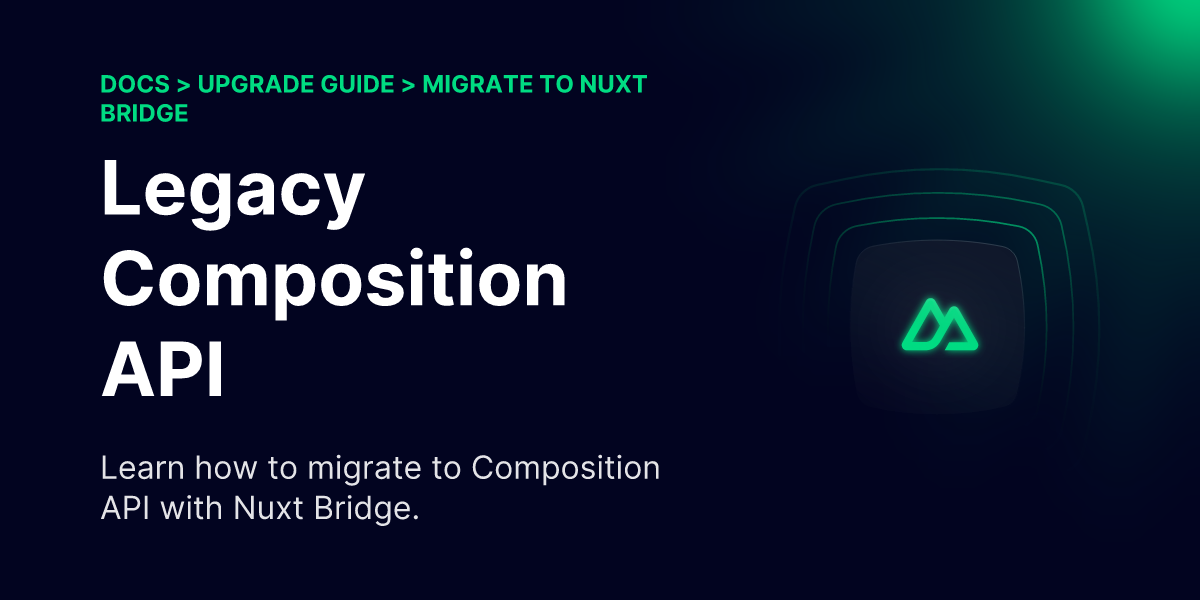 DOCS > UPGRADE GUIDE > MIGRATE TO NUXT
BRIDGE
Legacy
Composition
API
Learn how to migrate to Composition
API with Nuxt Bridge.